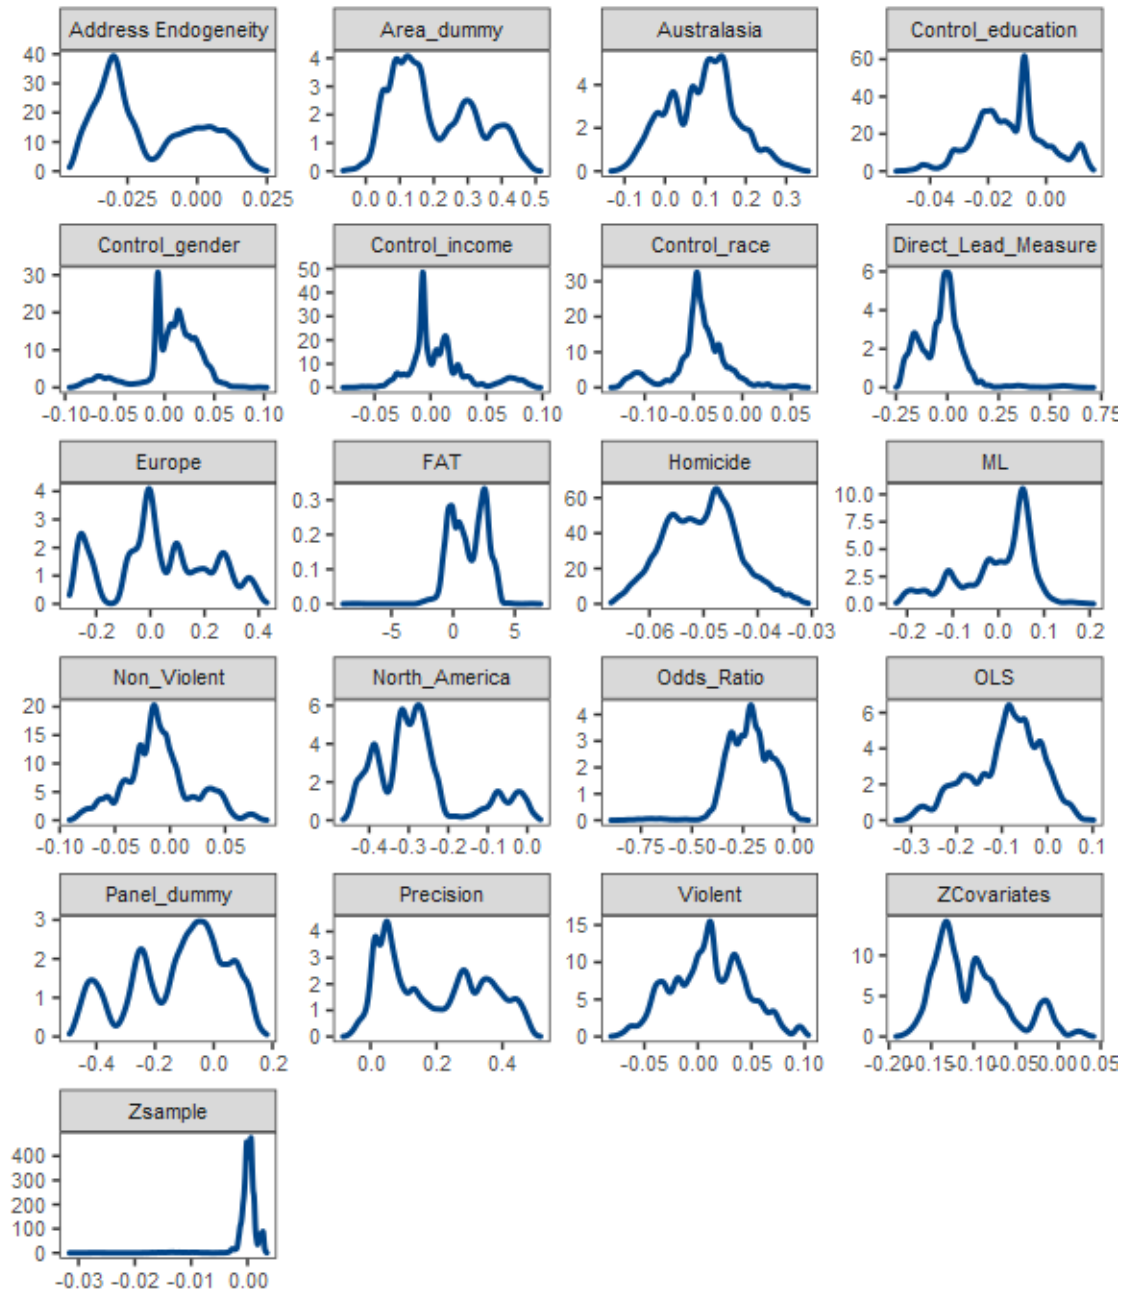 Address Endogeneity
40
30
20
10
0
-0.025 0.000 0.025
Area_dummy
4
3
2
1
0
0.0 0.1 0.2 0.3 0.4 0.5
Australasia
4
2
0
-0.1 0.0 0.1 0.2 0.3
Control_education
60
40
20
0
-0.04 -0.02 0.00
Control_gender
30
20
10
0
-0.10 -0.05 0.00 0.05 0.10
Control_income
50
40
30
20
10
0
-0.05 0.00 0.05 0.10
Control_race
30
20
10
0
-0.10 -0.05 0.00 0.05
Direct_Lead_Measure
6
4
2
0
-0.25 0.00 0.25 0.50 0.75
Europe
4
3
2
1
0
-0.2 0.0 0.2 0.4
FAT
0.3
0.2
0.1
0.0
-5 0 5
Homicide
60
40
20
0
-0.06 -0.05 -0.04 -0.03
ML
10.0
7.5
5.0
2.5
0.0
-0.2 -0.1 0.0 0.1 0.2
Non_Violent
20
15
10
5
0
-0.10 -0.05 0.00 0.05
North_America
6
4
2
0
-0.4 -0.3 -0.2 -0.1 0.0
Odds_Ratio
4
3
2
1
0
-0.75 -0.50 -0.25 0.00
OLS
6
4
2
0
-0.3 -0.2 -0.1 0.0 0.1
Panel_dummy
3
2
1
0
-0.4 -0.2 0.0 0.2
Precision
4
3
2
1
0
0.0 0.2 0.4
Violent
15
10
5
0
-0.05 0.00 0.05 0.10
ZCovariates
10
5
0
-0.20 -0.15 -0.10 -0.05 0.00 0.05
Zsample
400
300
200
100
0
-0.03 -0.02 -0.01 0.00